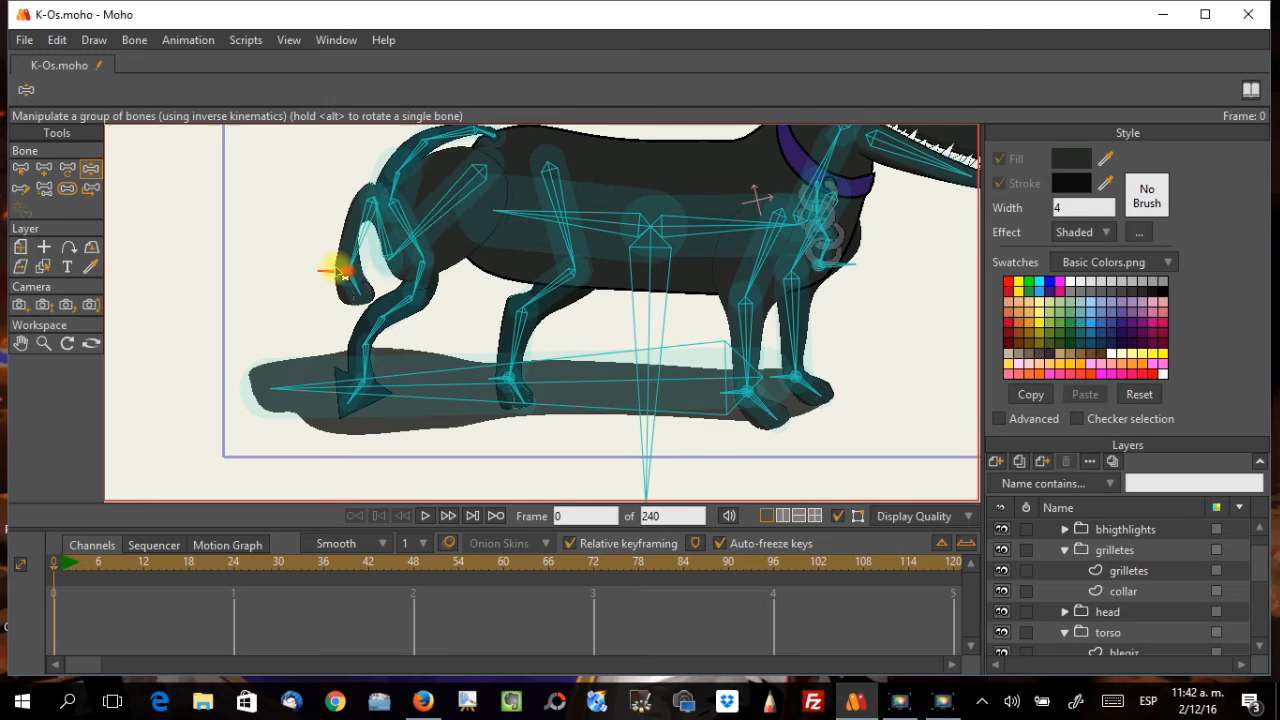 K-Os.moho - Moho
File Edit Draw Bone Animation Scripts View Window Help
K-Os.moho
Manipulate a group of bones (using inverse kinematics) (hold <alt> to rotate a single bone) Frame: 0
Tools
Bone
Layer
Camera
Workspace
Style
Fill
Stroke
No Brush
Width 4
Effect Shaded ...
Swatches Basic Colors.png
Copy Paste Reset
Advanced Checker selection
Layers
Name contains...
Name
bhigthlights
grilletes
grilletes
collar
head
torso
blegiz
Frame 0 of 240 Display Quality
Channels Sequencer Motion Graph Smooth 1 Onion Skins Relative keyframing Auto-freeze keys
0 6 12 18 24 30 36 42 48 54 60 66 72 78 84 90 96 102 108 114 120
0 1 2 3 4 5
ESP 11:42 a. m. 2/12/16 3